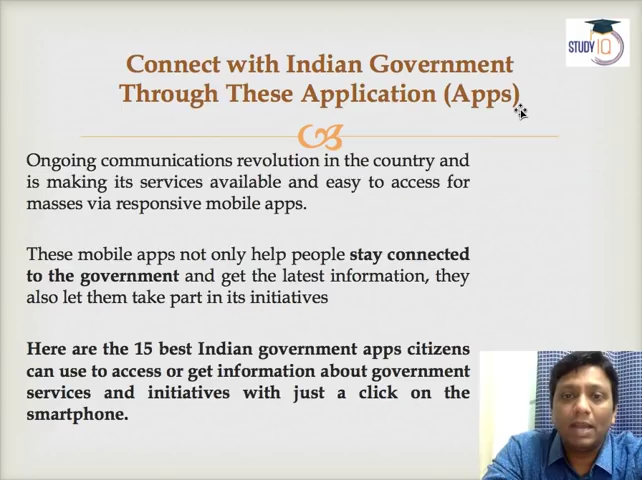 STUDY IQ
Connect with Indian Government
Through These Application (Apps)
Ongoing communications revolution in the country and
is making its services available and easy to access for
masses via responsive mobile apps.
These mobile apps not only help people stay connected
to the government and get the latest information, they
also let them take part in its initiatives
Here are the 15 best Indian government apps citizens
can use to access or get information about government
services and initiatives with just a click on the
smartphone.